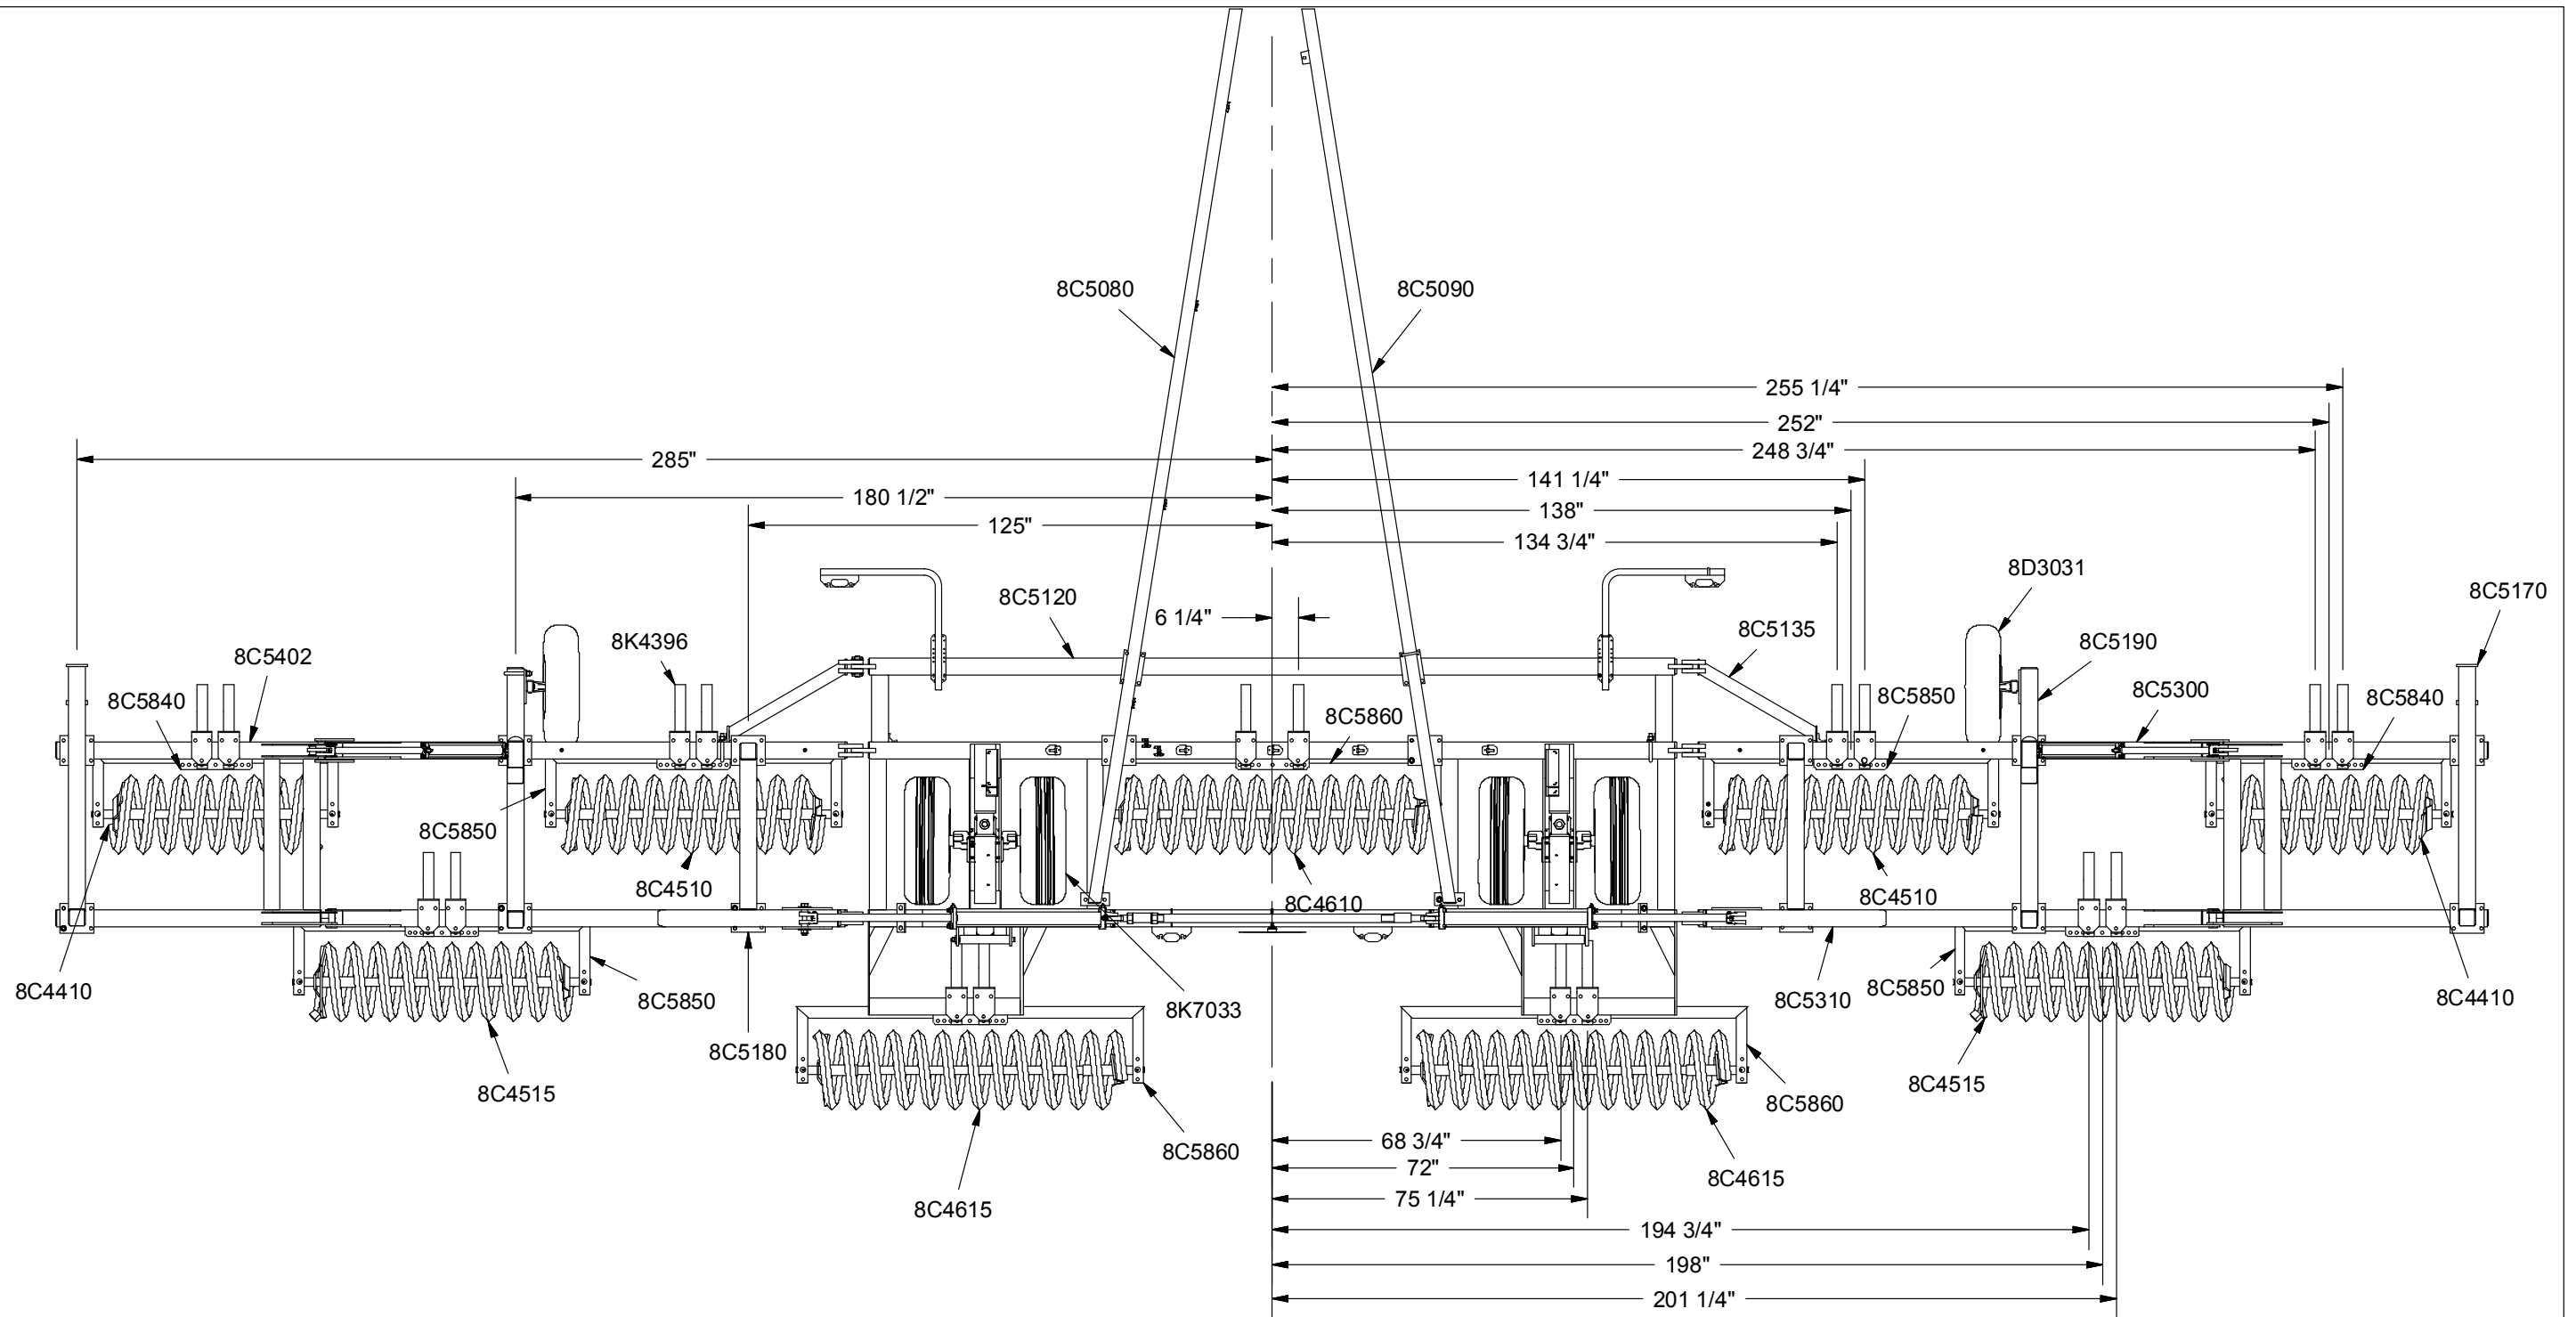 8C5080
8C5090
255 1/4"
252"
248 3/4"
285"
141 1/4"
180 1/2"
138"
125"
134 3/4"
8D3031
8C5170
8C5120
6 1/4"
8C5135
8K4396
8C5190
8C5402
8C5300
8C5840
8C5850
8C5840
8C5860
8C5850
8C4510
8C4510
8C4610
8C4410
8C5850
8C5850
8C4410
8C5310
8K7033
8C5180
8C4515
8C4515
8C5860
68 3/4"
8C5860
72"
8C4615
75 1/4"
8C4615
194 3/4"
198"
201 1/4"